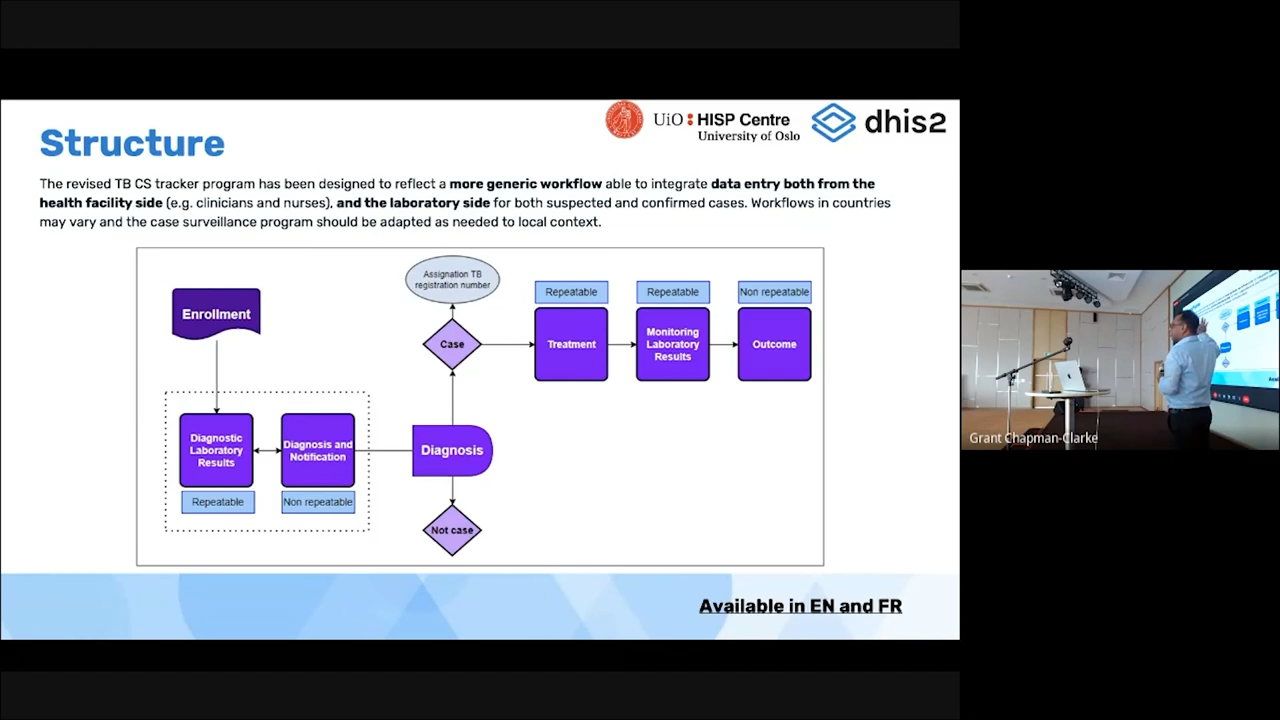 UiO HISP Centre
University of Oslo
dhis2
Structure
The revised TB CS tracker program has been designed to reflect a more generic workflow able to integrate data entry both from the
health facility side (e.g. clinicians and nurses), and the laboratory side for both suspected and confirmed cases. Workflows in countries
may vary and the case surveillance program should be adapted as needed to local context.
Assignation TB
registration number
Enrollment
Case
Repeatable
Treatment
Repeatable
Monitoring
Laboratory
Results
Non repeatable
Outcome
Diagnostic
Laboratory
Results
Repeatable
Diagnosis and
Notification
Non repeatable
Diagnosis
Not case
Available in EN and FR
Grant Chapman-Clarke